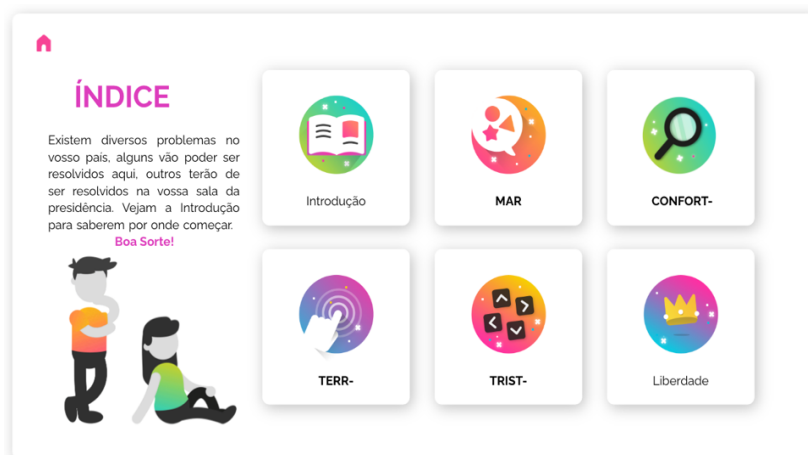 ÍNDICE
Existem diversos problemas no
vosso país, alguns vão poder ser
resolvidos aqui, outros terão de
ser resolvidos na vossa sala da
presidência. Vejam a Introdução
para saberem por onde começar.
Boa Sorte!
Introdução
MAR
CONFORT-
TERR-
TRIST-
Liberdade